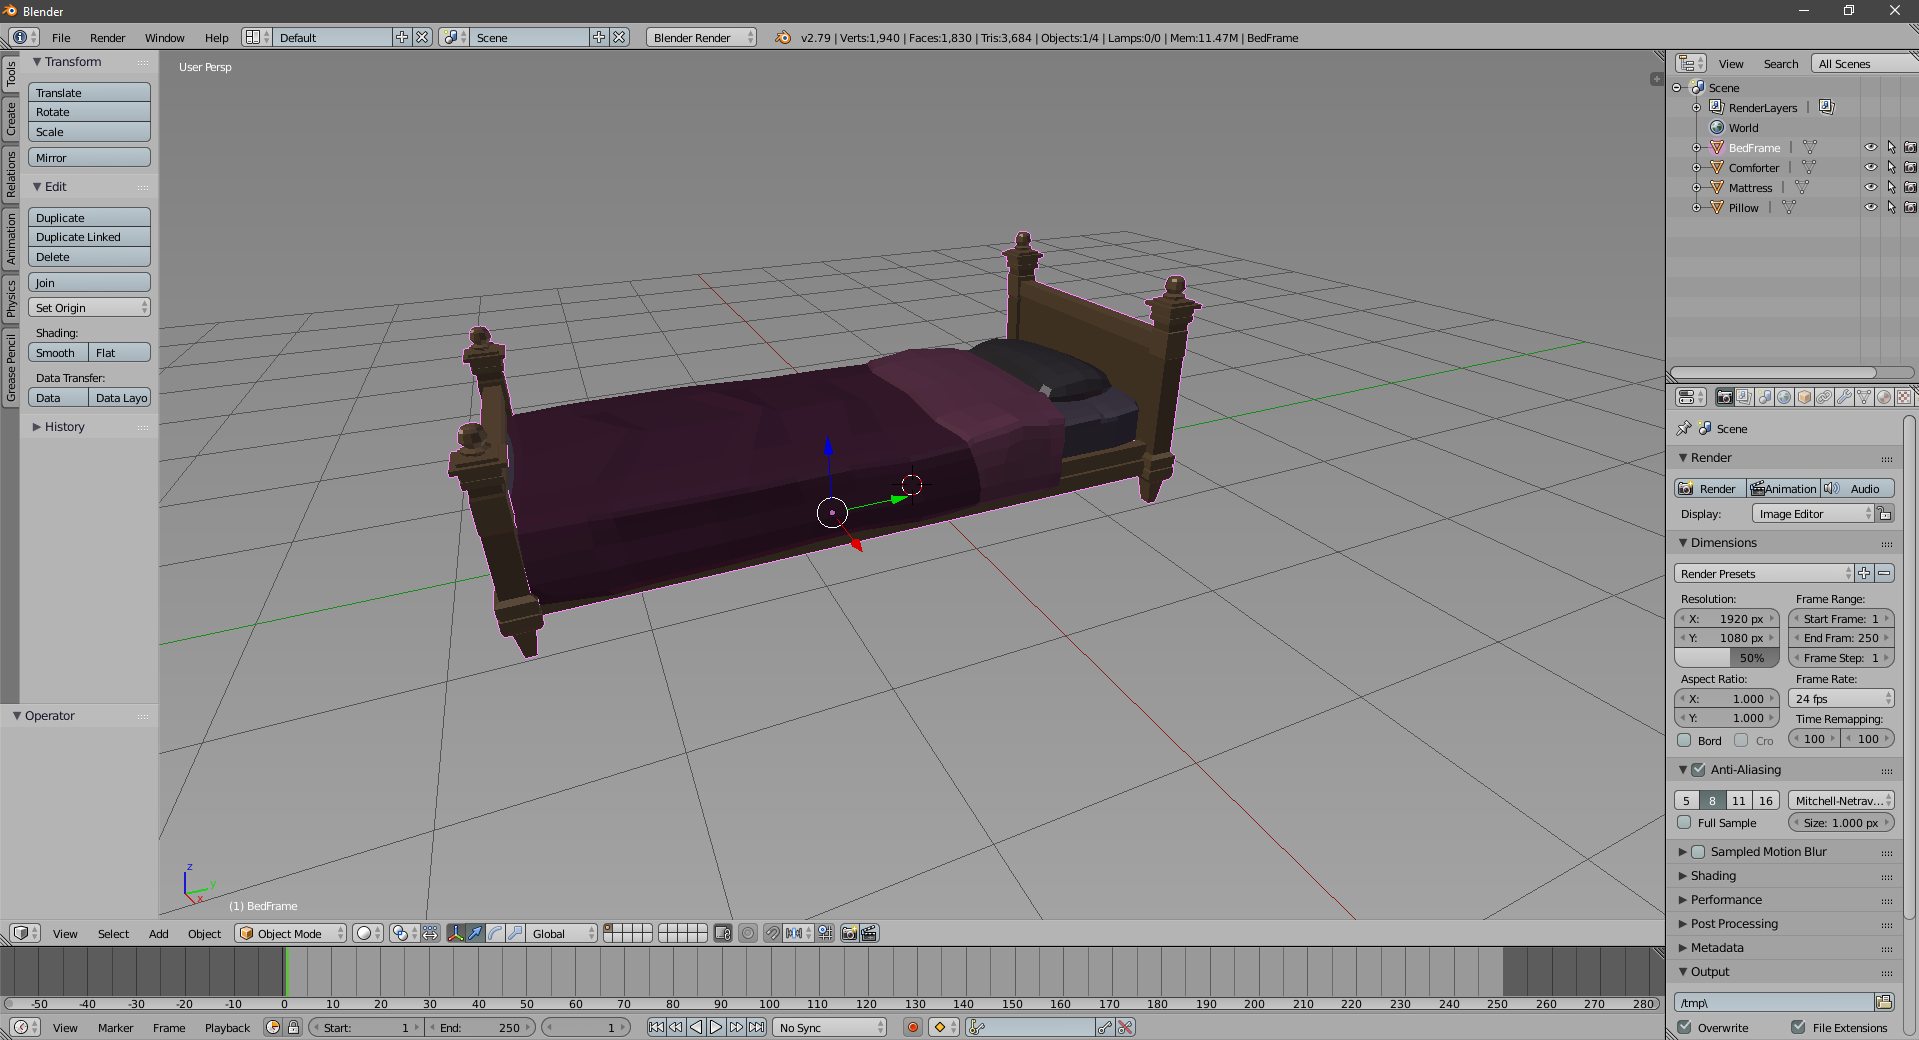 Blender
File Render Window Help Default Scene Blender Render v2.79 | Verts:1,940 | Faces:1,830 | Tris:3,684 | Objects:1/4 | Lamps:0/0 | Mem:11.47M | BedFrame
Tools
Create
Relations
Animation
Physics
Grease Pencil
Transform
Translate
Rotate
Scale
Mirror
Edit
Duplicate
Duplicate Linked
Delete
Join
Set Origin
Shading:
Smooth Flat
Data Transfer:
Data Data Layo
History
Operator
User Persp
z
y
x
(1) BedFrame
View Select Add Object Object Mode Global
View Search All Scenes
Scene
RenderLayers |
World
BedFrame |
Comforter |
Mattress |
Pillow |
Scene
Render
Render Animation Audio
Display: Image Editor
Dimensions
Render Presets
Resolution: Frame Range:
X: 1920 px Start Frame: 1
Y: 1080 px End Fram: 250
50% Frame Step: 1
Aspect Ratio: Frame Rate:
X: 1.000 24 fps
Y: 1.000 Time Remapping:
Bord Cro 100 100
Anti-Aliasing
5 8 11 16 Mitchell-Netrav...
Full Sample Size: 1.000 px
Sampled Motion Blur
Shading
Performance
Post Processing
Metadata
Output
/tmp\
Overwrite File Extensions
-50 -40 -30 -20 -10 0 10 20 30 40 50 60 70 80 90 100 110 120 130 140 150 160 170 180 190 200 210 220 230 240 250 260 270 280
View Marker Frame Playback Start: 1 End: 250 1 No Sync